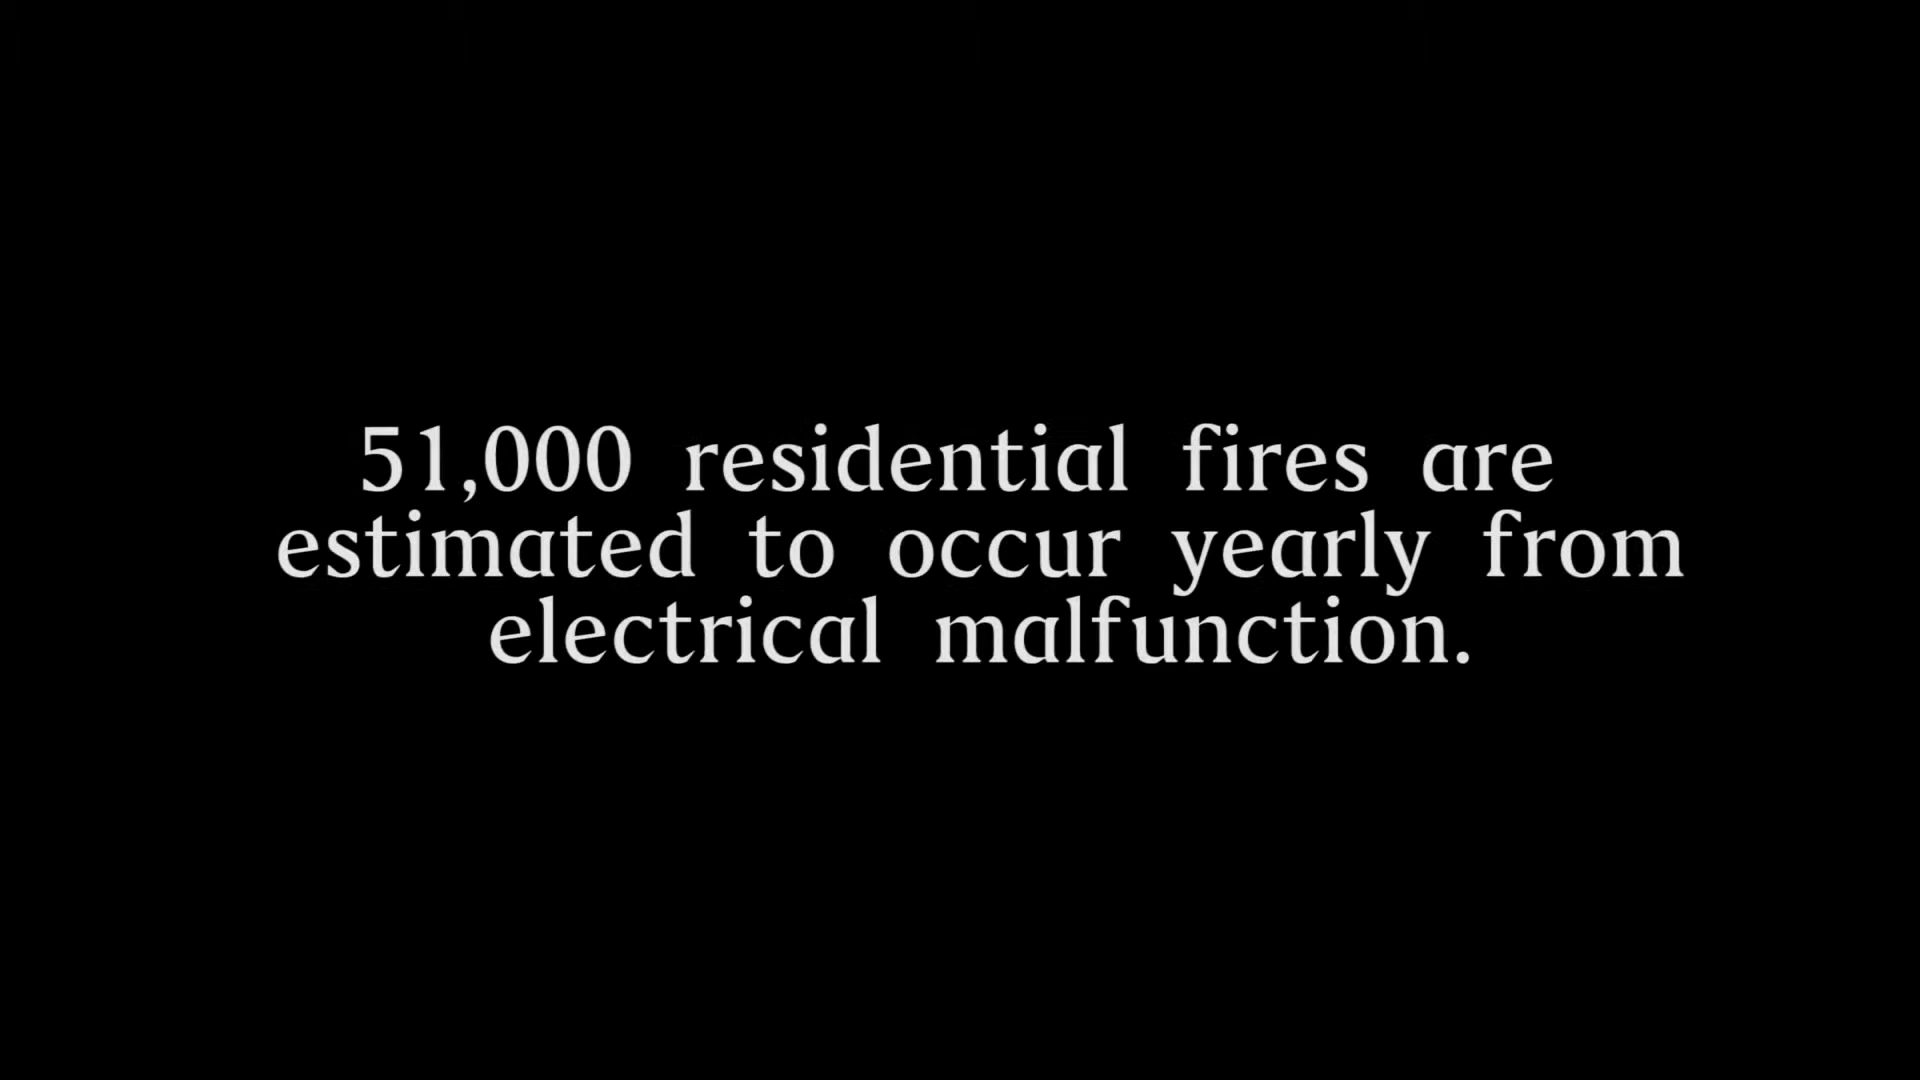 51,000 residential fires are
estimated to occur yearly from
electrical malfunction.